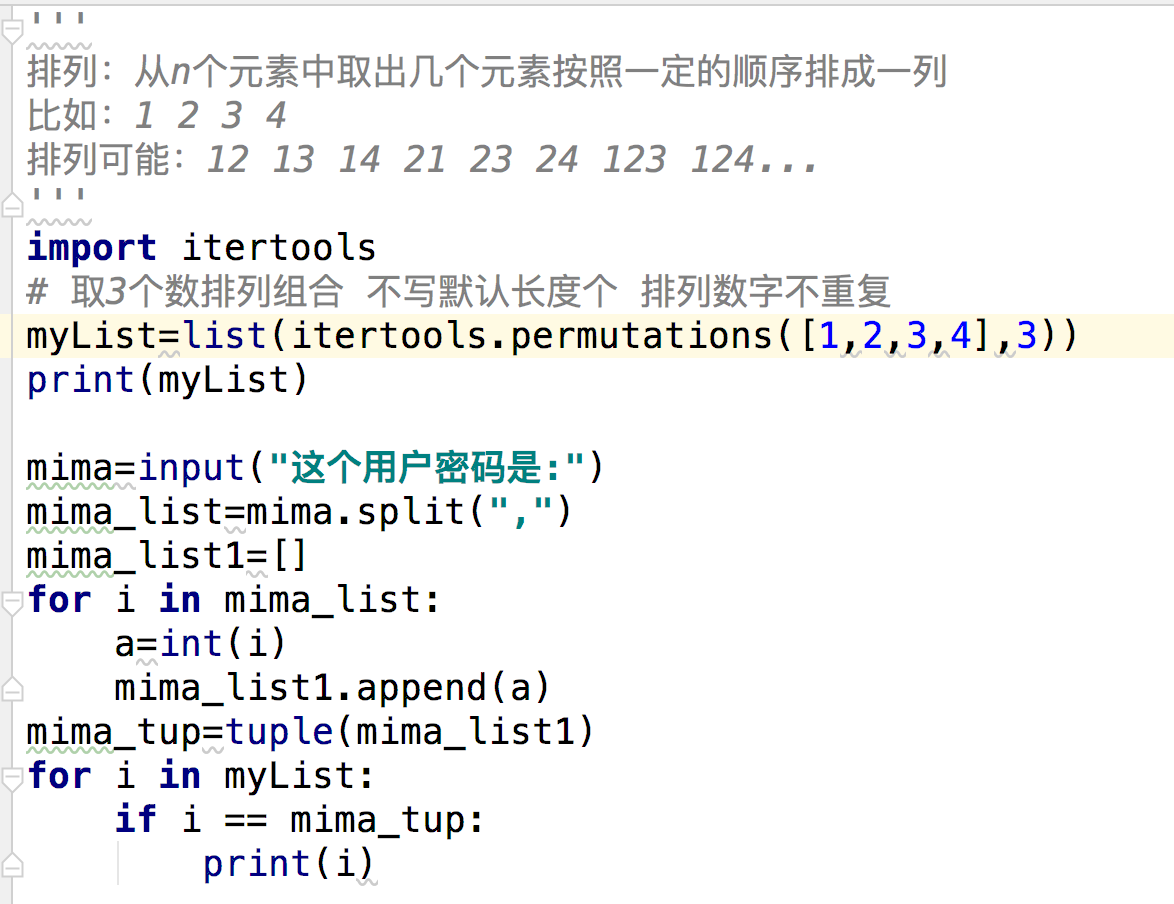 '''
排列：从n个元素中取出几个元素按照一定的顺序排成一列
比如：1 2 3 4
排列可能：12 13 14 21 23 24 123 124...
'''
import itertools
# 取3个数排列组合 不写默认长度个 排列数字不重复
myList=list(itertools.permutations([1,2,3,4],3))
print(myList)

mima=input("这个用户密码是:")
mima_list=mima.split(",")
mima_list1=[]
for i in mima_list:
    a=int(i)
    mima_list1.append(a)
mima_tup=tuple(mima_list1)
for i in myList:
    if i == mima_tup:
        print(i)